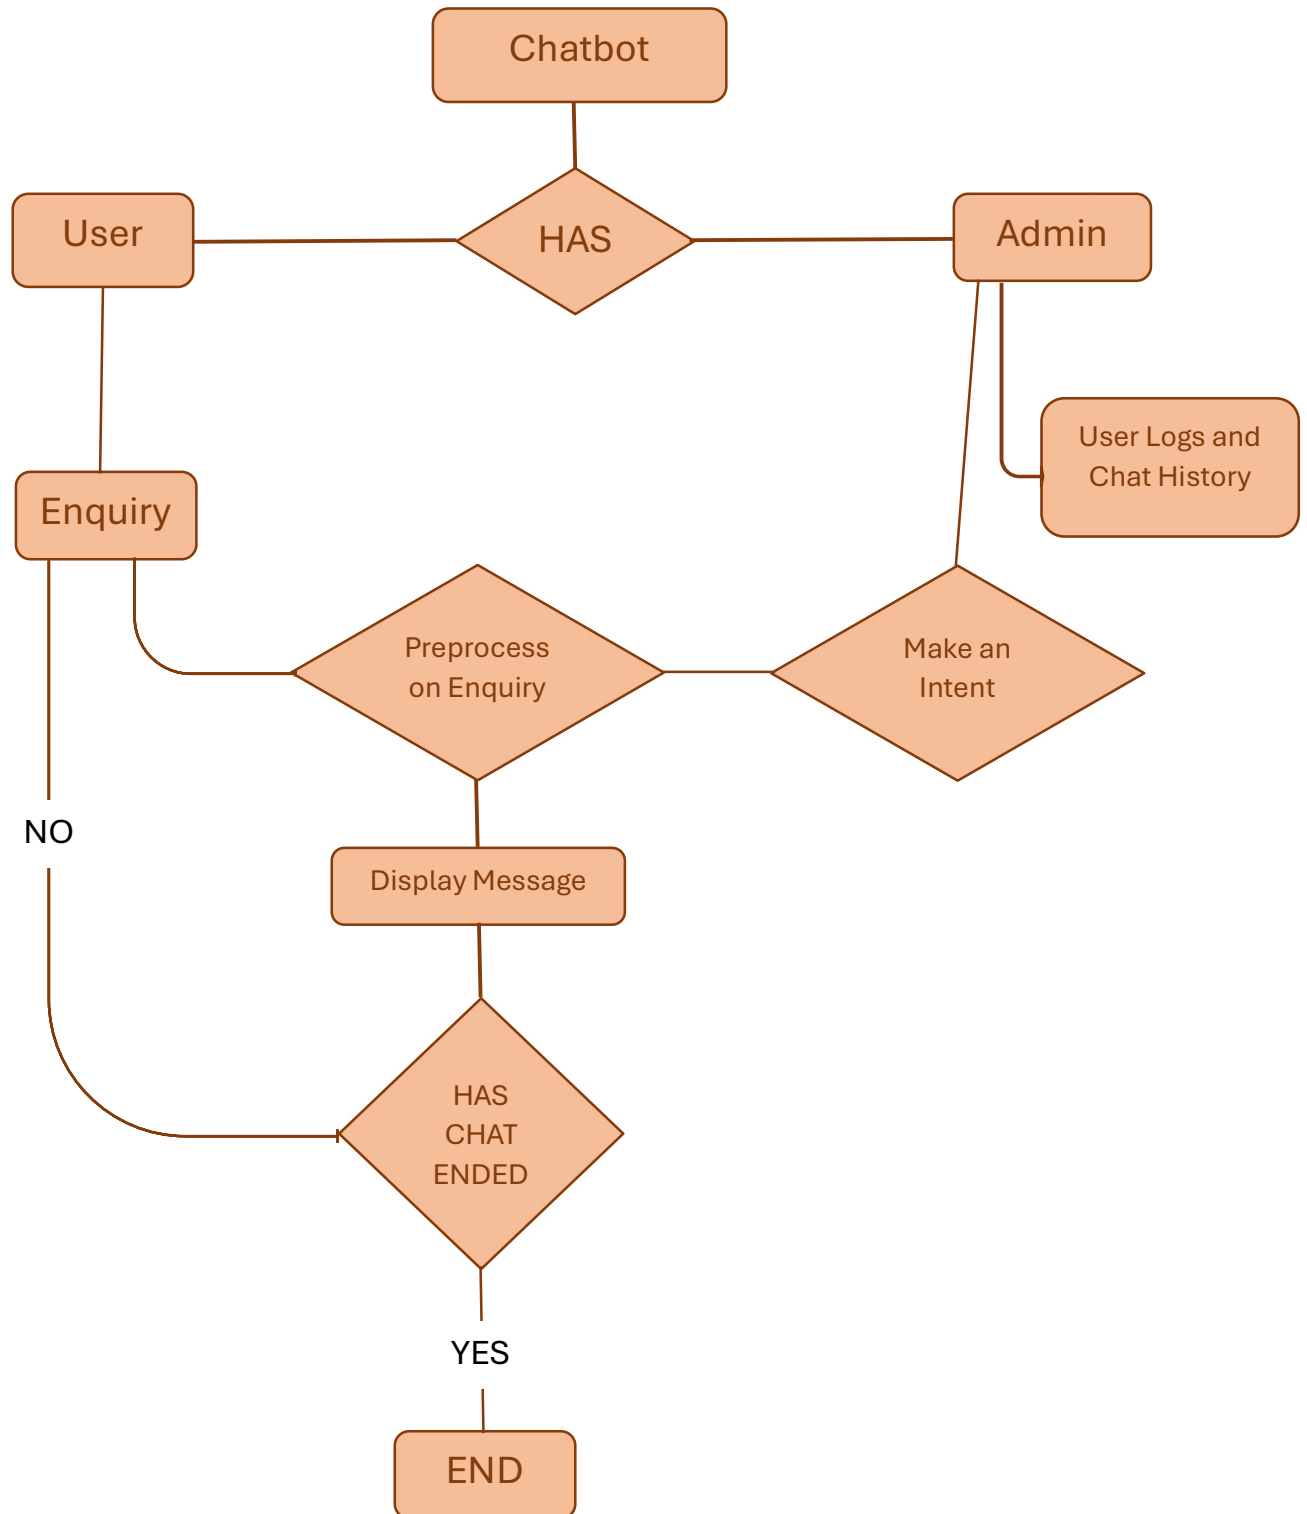 Chatbot
User
HAS
Admin
User Logs and
Chat History
Enquiry
Preprocess
on Enquiry
Make an
Intent
NO
Display Message
HAS
CHAT
ENDED
YES
END